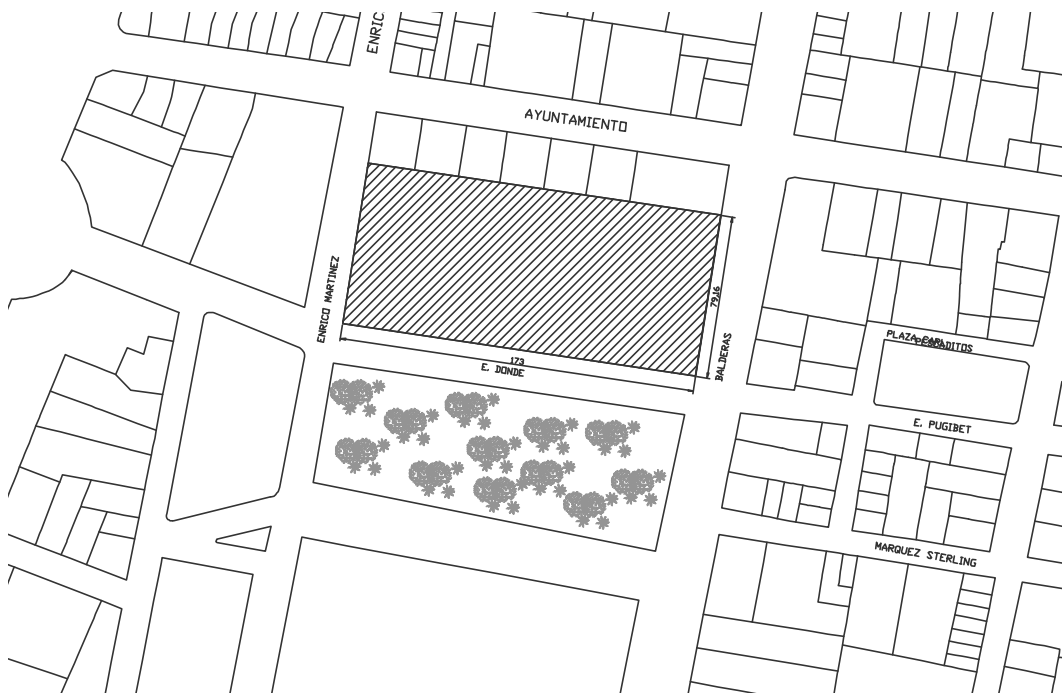 ENRIC
AYUNTAMIENTO
ENRICO MARTINEZ
79.16
BALDERAS
173
E. DONDE
PLAZA
E. PUGIBET
MARQUEZ STERLING